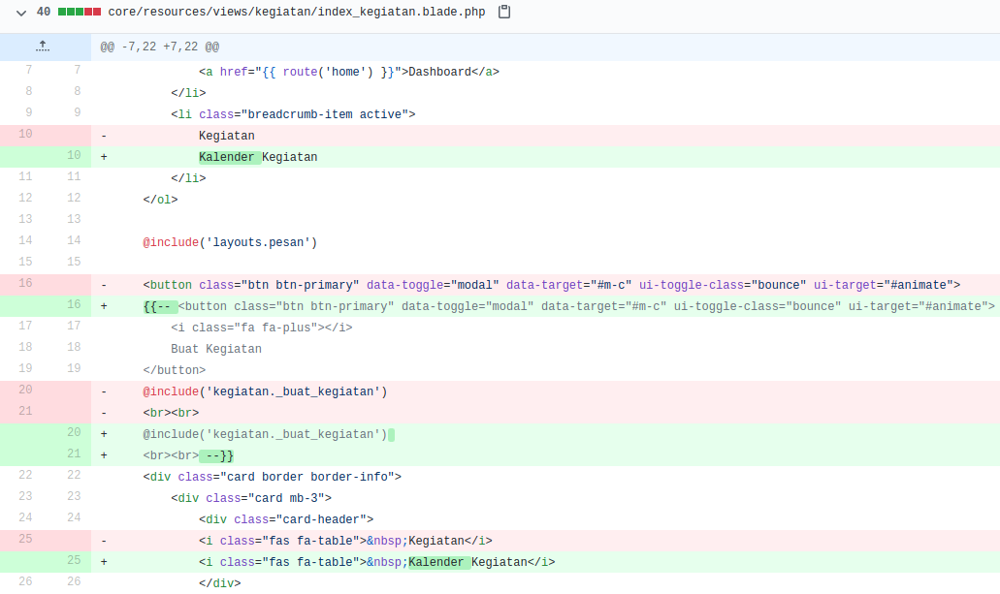 40 core/resources/views/kegiatan/index_kegiatan.blade.php
@@ -7,22 +7,22 @@
7 7 <a href="{{ route('home') }}">Dashboard</a>
8 8 </li>
9 9 <li class="breadcrumb-item active">
10 - Kegiatan
10 + Kalender Kegiatan
11 11 </li>
12 12 </ol>
13 13
14 14 @include('layouts.pesan')
15 15
16 - <button class="btn btn-primary" data-toggle="modal" data-target="#m-c" ui-toggle-class="bounce" ui-target="#animate">
16 + {{-- <button class="btn btn-primary" data-toggle="modal" data-target="#m-c" ui-toggle-class="bounce" ui-target="#animate">
17 17 <i class="fa fa-plus"></i>
18 18 Buat Kegiatan
19 19 </button>
20 - @include('kegiatan._buat_kegiatan')
21 - <br><br>
20 + @include('kegiatan._buat_kegiatan')
21 + <br><br> --}}
22 22 <div class="card border border-info">
23 23 <div class="card mb-3">
24 24 <div class="card-header">
25 - <i class="fas fa-table">&nbsp;Kegiatan</i>
25 + <i class="fas fa-table">&nbsp;Kalender Kegiatan</i>
26 26 </div>